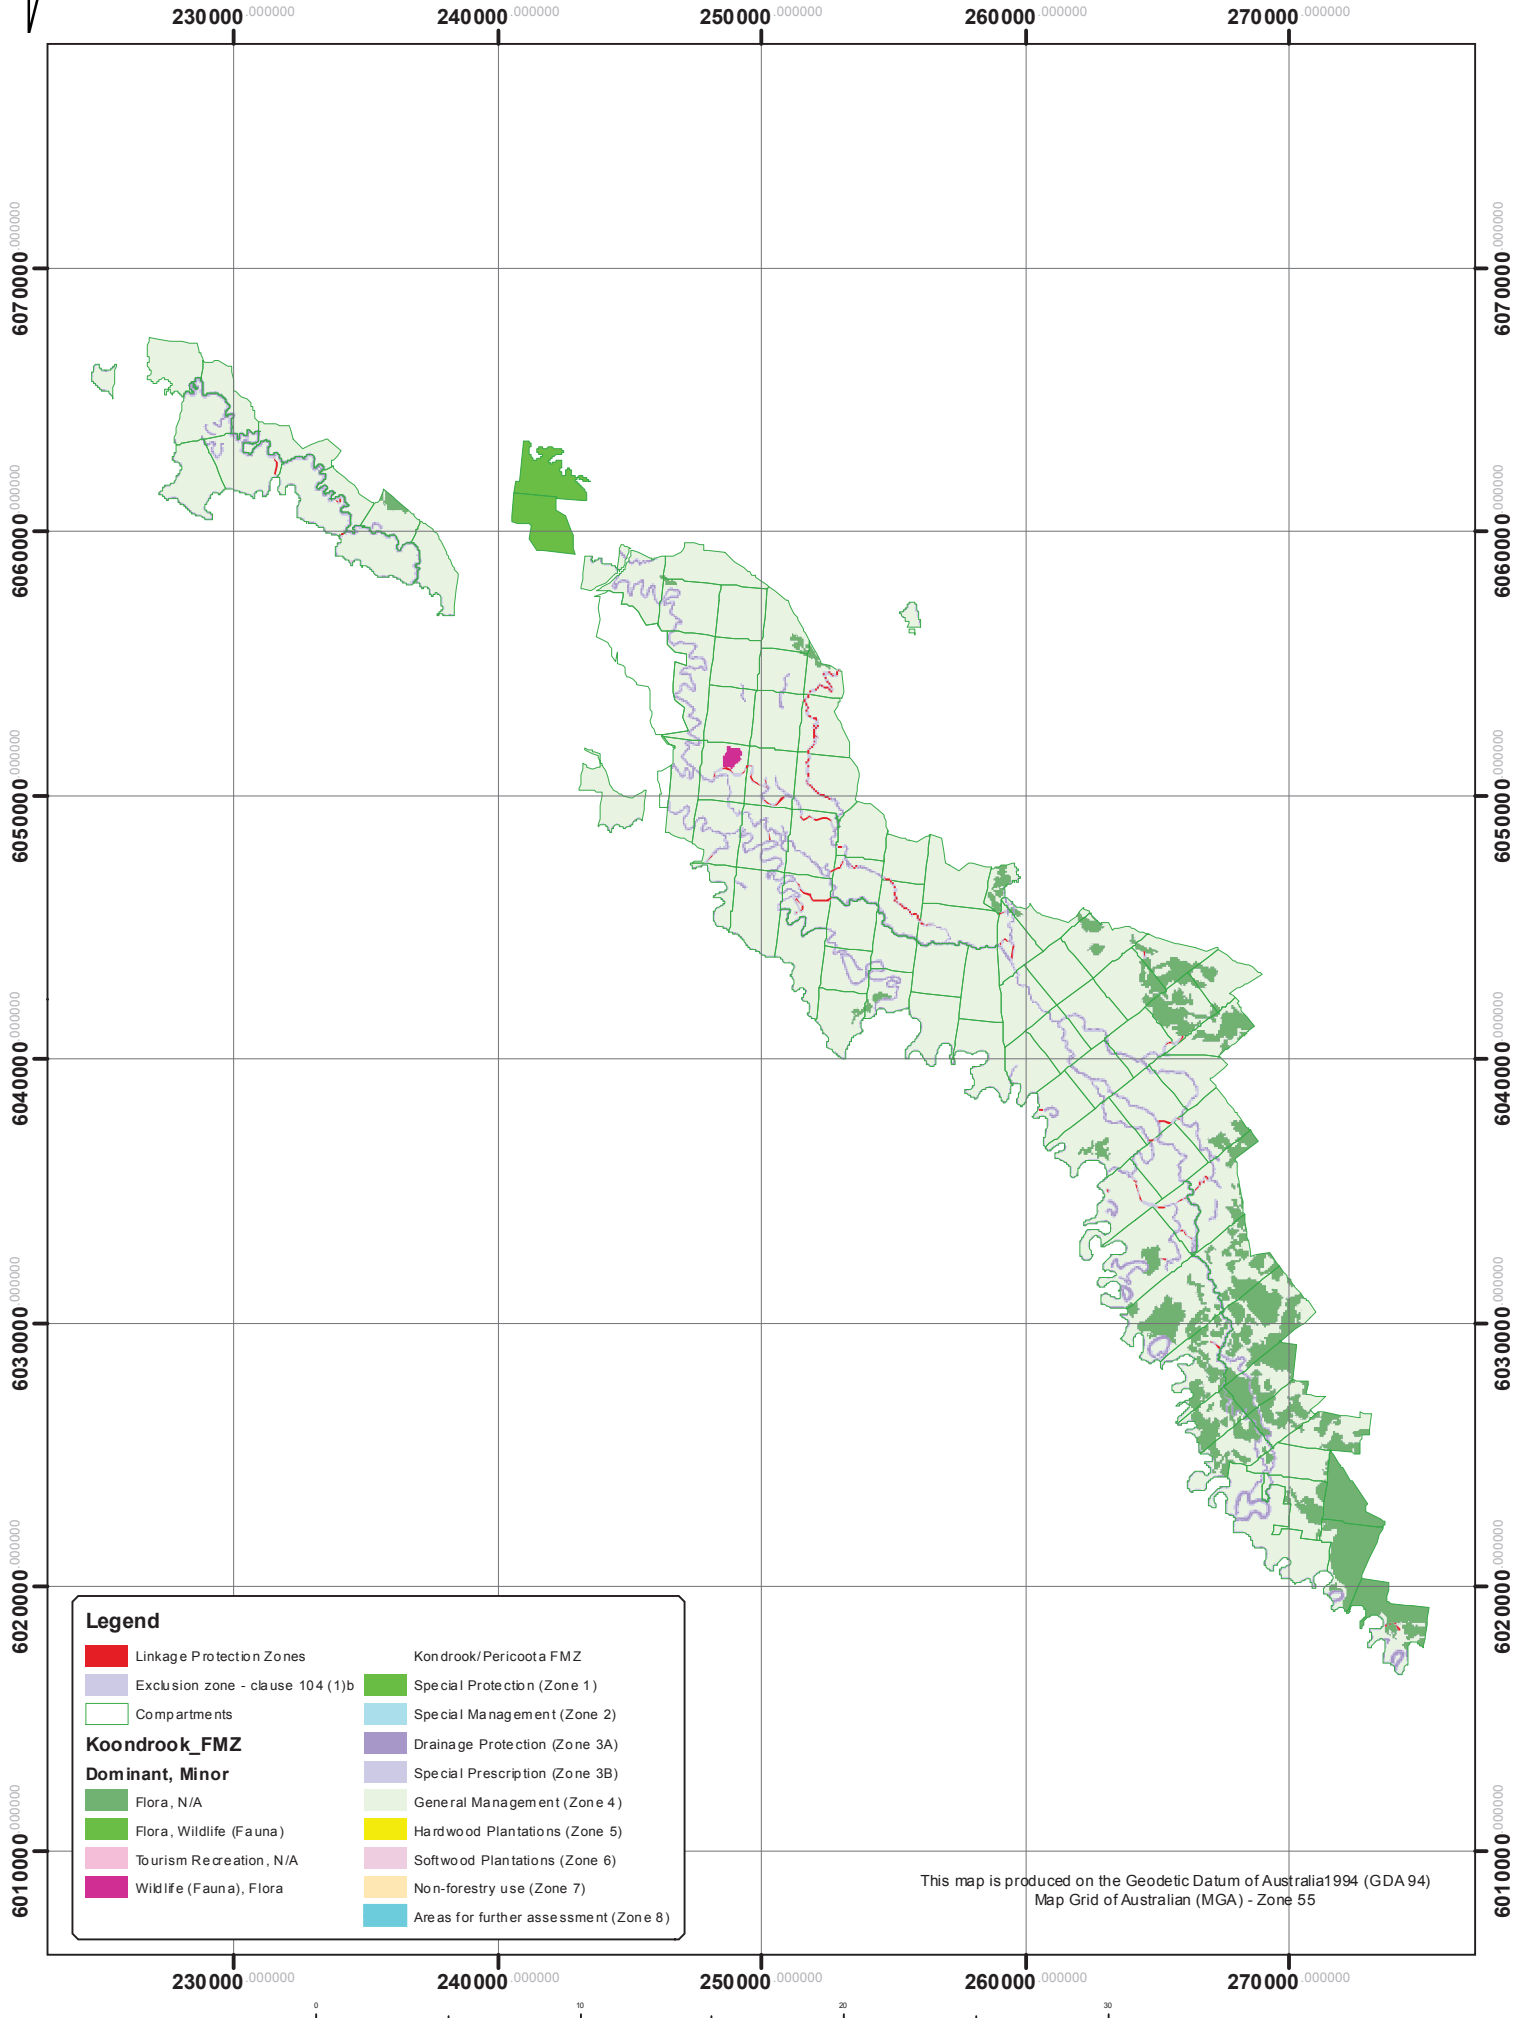 230000.000000 240000.000000 250000.000000 260000.000000 270000.000000
6070000.000000 6070000.000000
6060000.000000 6060000.000000
6050000.000000 6050000.000000
6040000.000000 6040000.000000
6030000.000000 6030000.000000
6020000.000000 6020000.000000
6010000.000000 6010000.000000
Legend
Linkage Protection Zones
Exclusion zone - clause 104 (1)b
Compartments
Koondrook_FMZ
Dominant, Minor
Flora, N/A
Flora, Wildlife (Fauna)
Tourism Recreation, N/A
Wildlife (Fauna), Flora
Kondrook/Pericoota FMZ
Special Protection (Zone 1)
Special Management (Zone 2)
Drainage Protection (Zone 3A)
Special Prescription (Zone 3B)
General Management (Zone 4)
Hardwood Plantations (Zone 5)
Softwood Plantations (Zone 6)
Non-forestry use (Zone 7)
Areas for further assessment (Zone 8)
This map is produced on the Geodetic Datum of Australia1994 (GDA 94)
Map Grid of Australian (MGA) - Zone 55
230000.000000 240000.000000 250000.000000 260000.000000 270000.000000
0 10 20 30